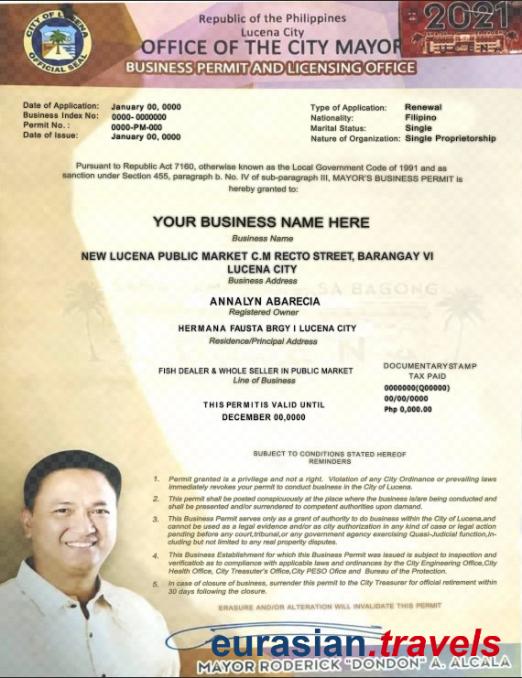 CITY OF LUCENA
OFFICIAL SEAL
Republic of the Philippines
Lucena City
OFFICE OF THE CITY MAYOR
BUSINESS PERMIT AND LICENSING OFFICE
2021
Date of Application: January 00, 0000
Business Index No: 0000- 0000000
Permit No. : 0000-PM-000
Date of Issue: January 00, 0000
Type of Application: Renewal
Nationality: Filipino
Marital Status: Single
Nature of Organization: Single Proprietorship
Pursuant to Republic Act 7160, otherwise known as the Local Government Code of 1991 and as
sanction under Section 455, paragraph b. No. IV of sub-paragraph III, MAYOR'S BUSINESS PERMIT is
hereby granted to:
YOUR BUSINESS NAME HERE
Business Name
NEW LUCENA PUBLIC MARKET C.M RECTO STREET, BARANGAY VI
LUCENA CITY
Business Address
SA BAGONG
ANNALYN ABARECIA
Registered Owner
HERMANA FAUSTA BRGY I LUCENA CITY
Residence/Principal Address
FISH DEALER & WHOLE SELLER IN PUBLIC MARKET
Line of Business
THIS PERMIT IS VALID UNTIL
DECEMBER 00,0000
DOCUMENTARY STAMP
TAX PAID
0000000(Q00000)
00/00/0000
Php 0,000.00
SUBJECT TO CONDITIONS STATED HEREOF
REMINDERS
1. Permit granted is a privilege and not a right. Violation of any City Ordinance or prevailing laws
immediately revokes your permit to conduct business in the City of Lucena.
2. This permit shall be posted conspicuously at the place where the business is/are being conducted and
shall be presented and/or surrendered to competent authorities upon damand.
3. This Business Permit serves only as a grant of authority to do business within the City of Lucena,and
cannot be used as a legal evidence and/or as city authorization in any kind of case or legal action
pending before any court,tribunal,or any government agency exercising Quasi-Judicial function,in-
cluding but not limited to any real property disputes.
4. This Business Establishment for which this Business Permit was issued is subject to inspection and
verificatiob as to compliance with applicable laws and ordinances by the City Engineering Office,City
Health Office, City Treasuter's Office,City PESO Ofice and Bureau of the Protection.
5. In case of closure of business, surrender this permit to the City Treasurer for official retirement within
30 days following the closure.
ERASURE AND/OR ALTERATION WILL INVALIDATE THIS PERMIT
eurasian.travels
MAYOR RODERICK "DONDON" A. ALCALA